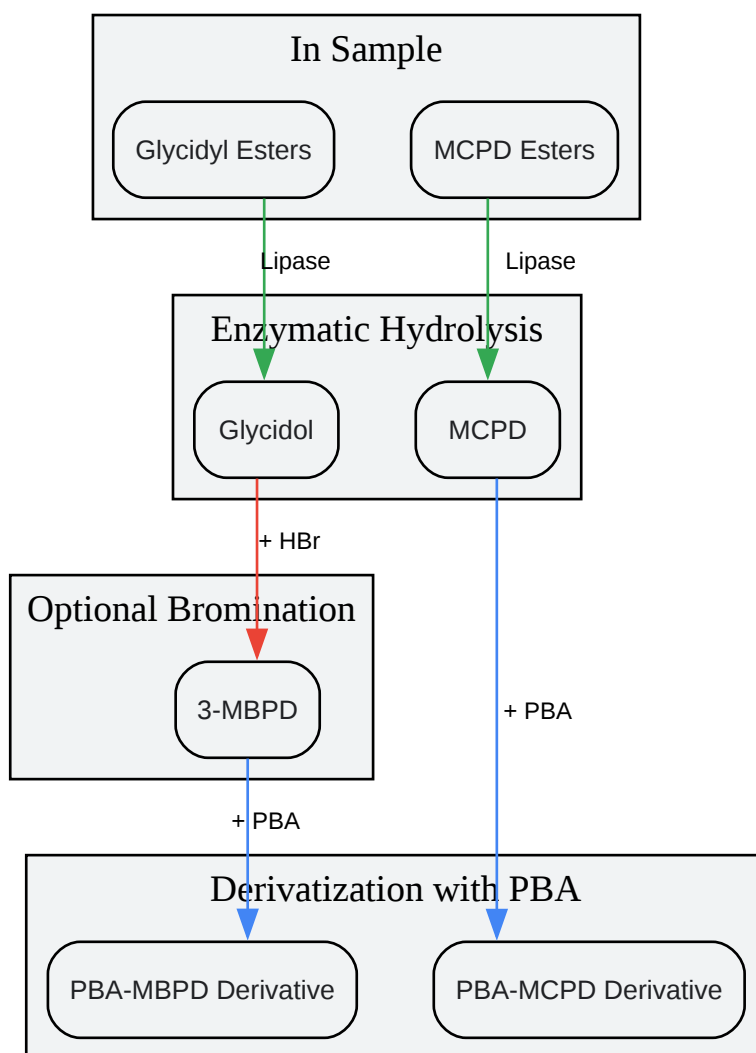 In Sample
Glycidyl Esters
MCPD Esters
Lipase
Lipase
Enzymatic Hydrolysis
Glycidol
MCPD
+ HBr
Optional Bromination
3-MBPD
+ PBA
+ PBA
Derivatization with PBA
PBA-MBPD Derivative
PBA-MCPD Derivative